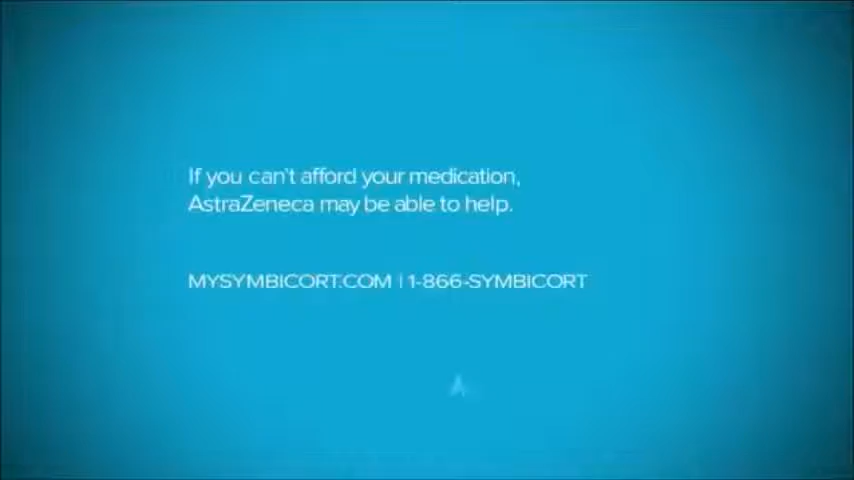 If you can't afford your medication,
AstraZeneca may be able to help.
MYSYMBICORT.COM | 1-866-SYMBICORT